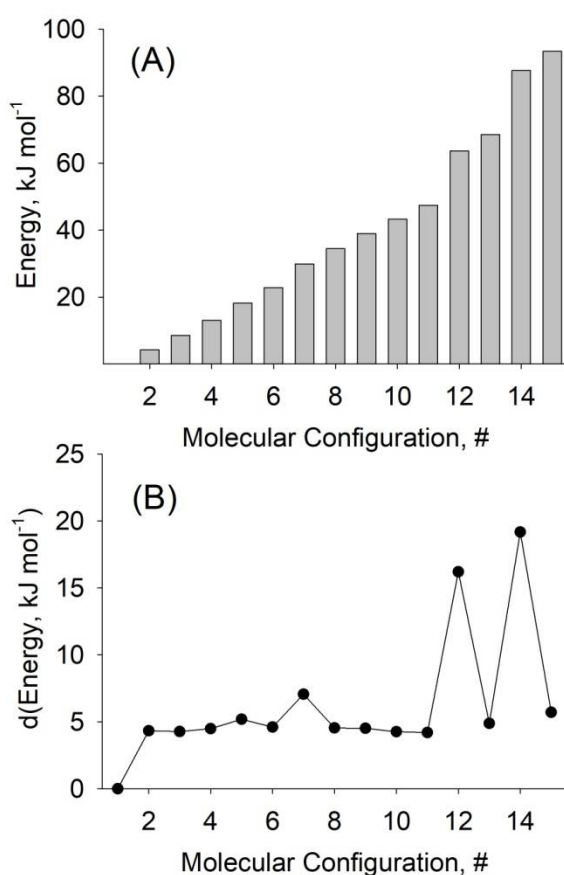 (A)
Energy, kJ mol⁻¹
100
80
60
40
20
2 4 6 8 10 12 14
Molecular Configuration, #
(B)
d(Energy, kJ mol⁻¹)
25
20
15
10
5
0
2 4 6 8 10 12 14
Molecular Configuration, #